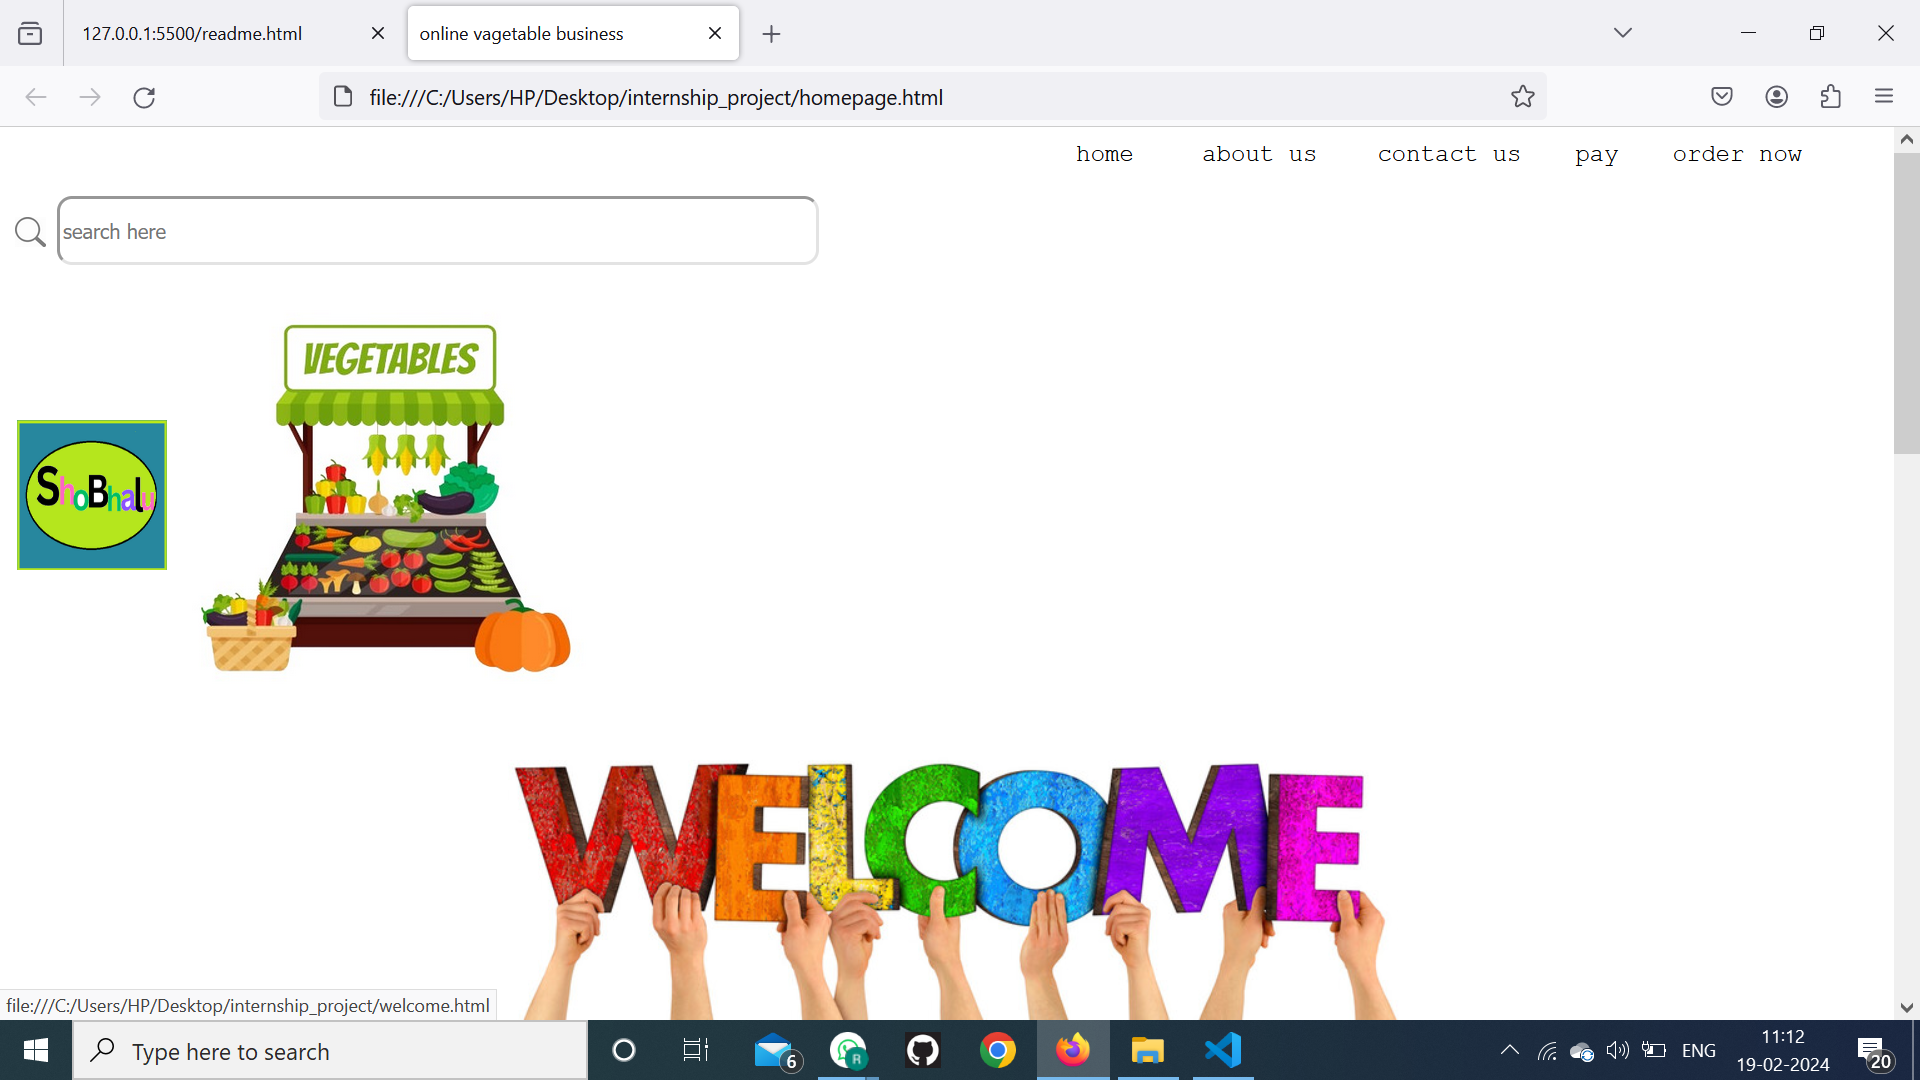 127.0.0.1:5500/readme.html
online vagetable business
file:///C:/Users/HP/Desktop/internship_project/homepage.html
home about us contact us pay order now
search here
VEGETABLES
ShoBhalu
WELCOME
file:///C:/Users/HP/Desktop/internship_project/welcome.html
Type here to search
6
R
ENG
11:12
19-02-2024
20